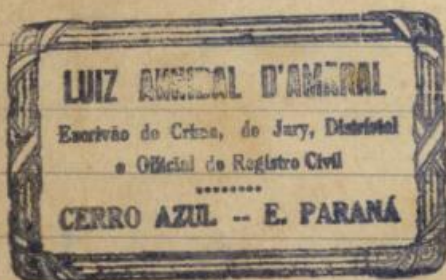 LUIZ ANNIBAL D'AMARAL
Escrivão do Crime, do Jury, Districtal
e Official do Registro Civil
CERRO AZUL -- E. PARANÁ